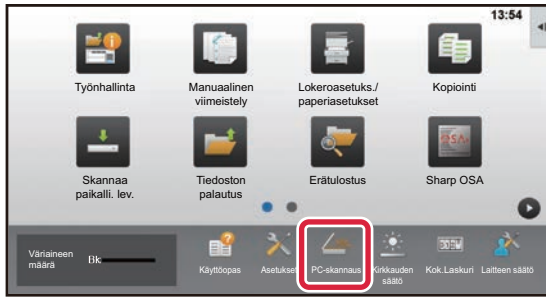 13:54
Työnhallinta
Manuaalinen
viimeistely
Lokeroasetuks./
paperiasetukset
Kopiointi
Skannaa
paikalli. lev.
Tiedoston
palautus
Erätulostus
Sharp OSA
Väriaineen
määrä
Bk
Käyttöopas
Asetukset
PC-skannaus
Kirkkauden
säätö
Kok.Laskuri
Laitteen säätö